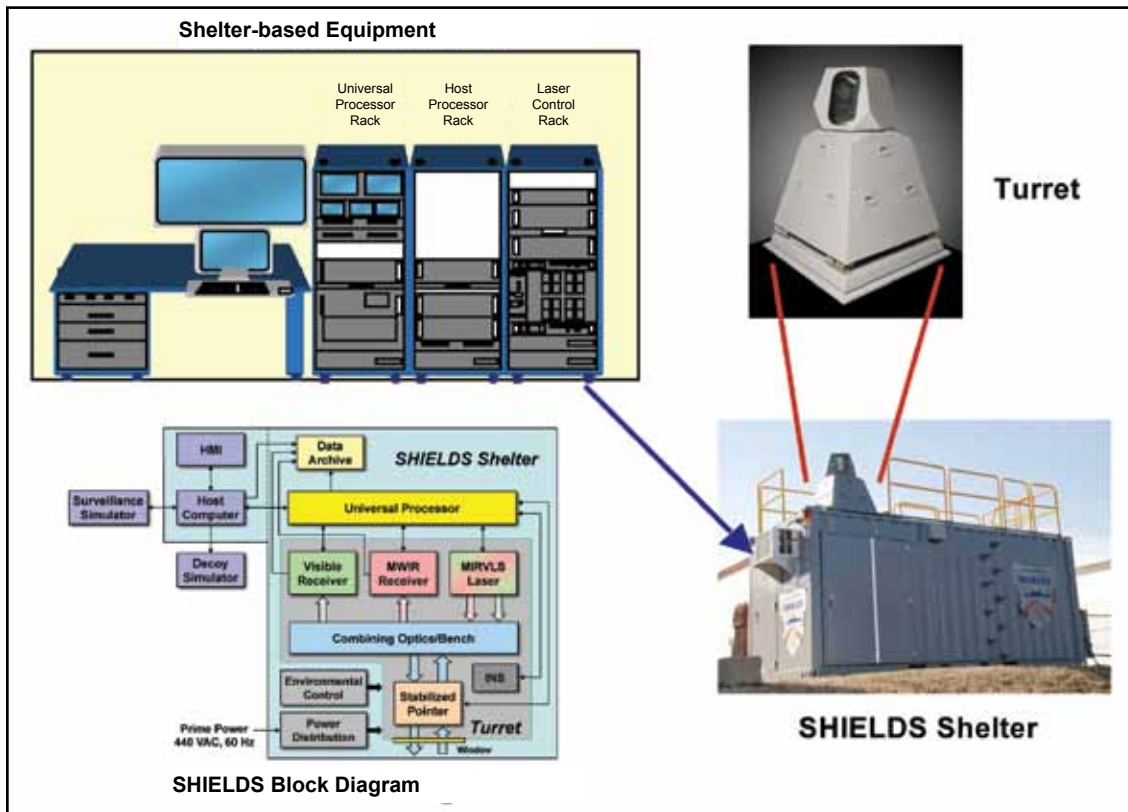 Shelter-based Equipment
Universal
Processor
Rack
Host
Processor
Rack
Laser
Control
Rack
Turret
HMI
Data
Archive
SHIELDS Shelter
Surveillance
Simulator
Host
Computer
Universal Processor
Decoy
Simulator
Visible
Receiver
MWIR
Receiver
MIRVLS
Laser
Combining Optics/Bench
Environmental
Control
Stabilized
Pointer
INS
Prime Power
440 VAC, 60 Hz
Power
Distribution
Turret
Window
SHIELDS Block Diagram
SHIELDS Shelter